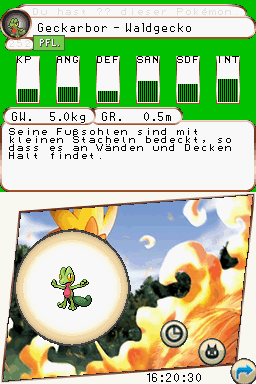 Du hast ?? dieser Pokémon
Geckarbor - Waldgecko
252 PFL.
KP ANG DEF SAN SDF INT
GW. 5.0kg GR. 0.5m
Seine Fußsohlen sind mit
kleinen Stacheln bedeckt, so
dass es an Wänden und Decken
Halt findet.
16:20:30